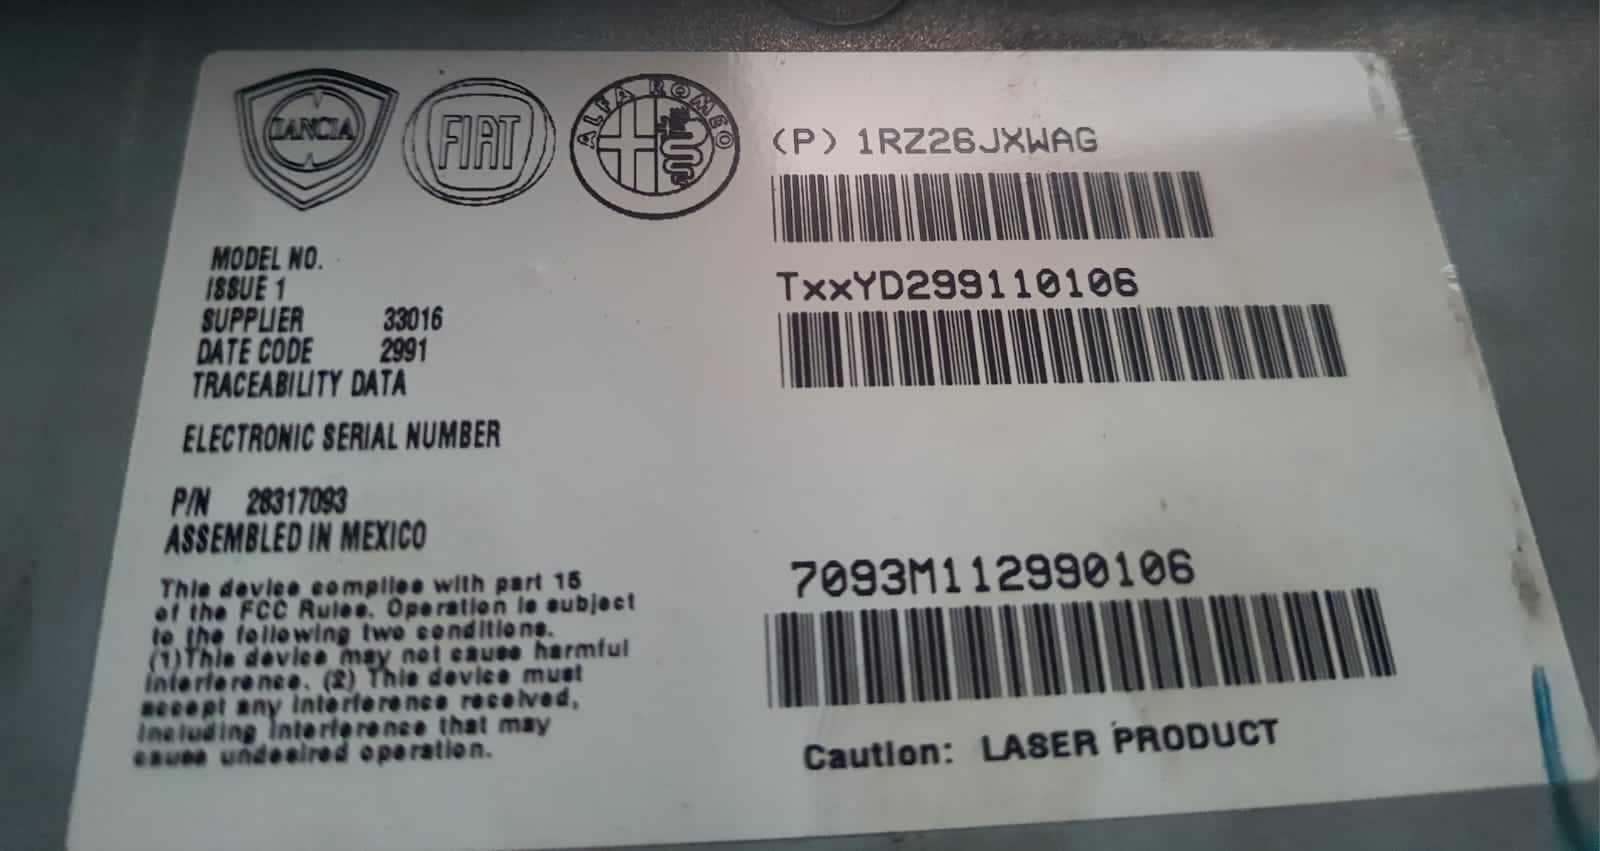 LANCIA
FIAT
ALFA ROMEO
(P) 1RZ26JXWAG
TxxYD299110106
MODEL NO.
ISSUE 1
SUPPLIER 33016
DATE CODE 2991
TRACEABILITY DATA
ELECTRONIC SERIAL NUMBER
P/N 28317093
ASSEMBLED IN MEXICO
This device complies with part 15
of the FCC Rules. Operation is subject
to the following two conditions.
(1)This device may not cause harmful
interference. (2) This device must
accept any interference received,
including interference that may
cause undesired operation.
7093M112990106
Caution: LASER PRODUCT